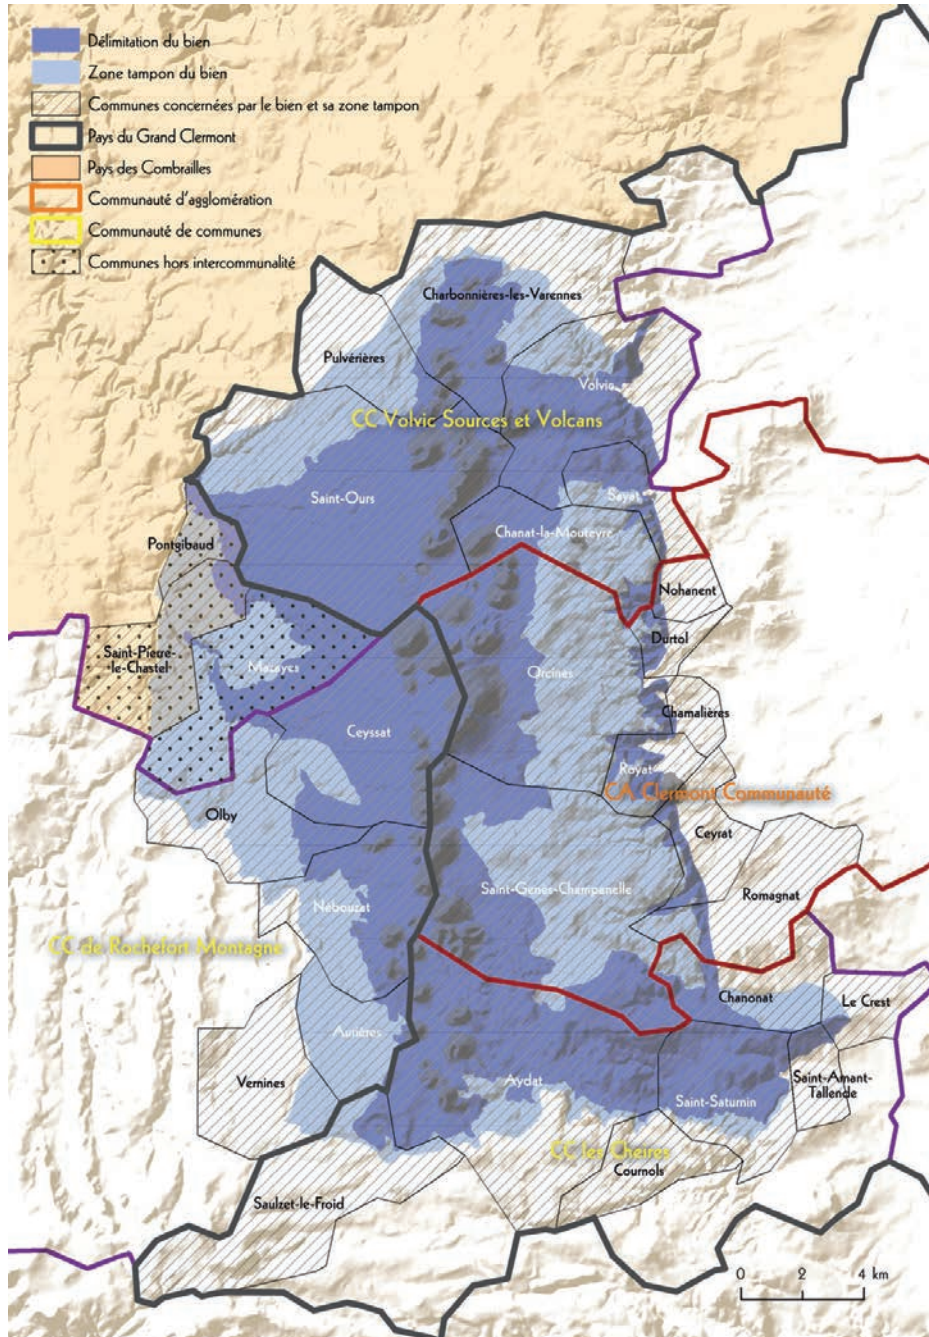 Délimitation du bien
Zone tampon du bien
Communes concernées par le bien et sa zone tampon
Pays du Grand Clermont
Pays des Combrailles
Communauté d'agglomération
Communauté de communes
Communes hors intercommunalité
Charbonnières-les-Varennes
Pulvérières
Volvic
CC Volvic Sources et Volcans
Saint-Ours
Sayat
Chanat-la-Mouteyre
Pontgibaud
Nohanent
Durtol
Saint-Pierre-
le-Chastel
Mazayes
Orcines
Chamalières
Ceyssat
Royat
CA Clermont Communauté
Olby
Ceyrat
Saint-Genès-Champanelle
Romagnat
Nébouzat
CC de Rochefort Montagne
Chanonat
Le Crest
Aurières
Vernines
Aydat
Saint-Amant-
Tallende
Saint-Saturnin
CC les Cheires
Cournols
Saulzet-le-Froid
0 2 4 km